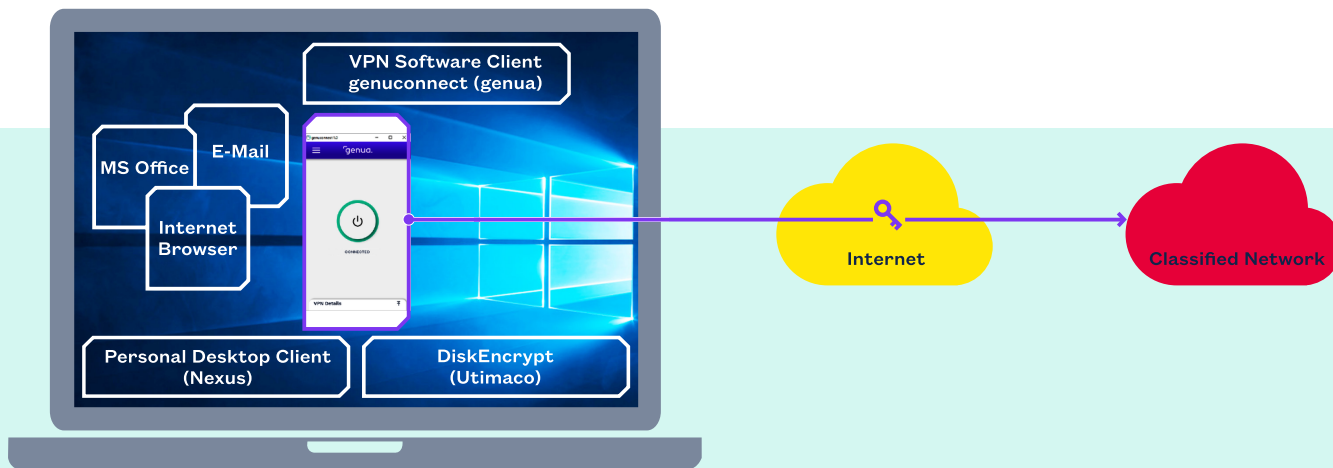 VPN Software Client
genuconnect (genua)
E-Mail
MS Office
Internet
Browser
genua.
CONNECTED
VPN Details
Personal Desktop Client
(Nexus)
DiskEncrypt
(Utimaco)
Internet
Classified Network